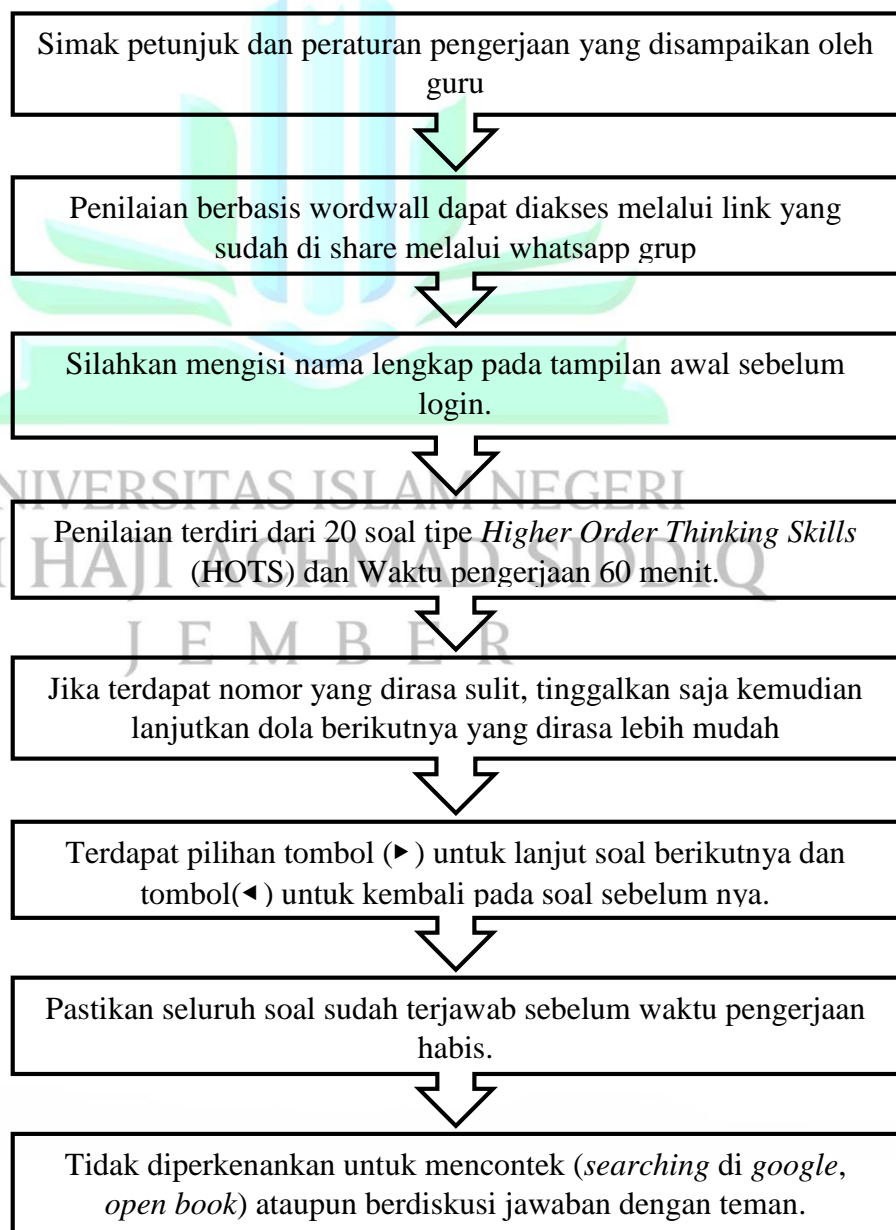 Simak petunjuk dan peraturan pengerjaan yang disampaikan oleh
guru
Penilaian berbasis wordwall dapat diakses melalui link yang
sudah di share melalui whatsapp grup
Silahkan mengisi nama lengkap pada tampilan awal sebelum
login.
NIVERSITAS ISLAM NEGERI
Penilaian terdiri dari 20 soal tipe Higher Order Thinking Skills
(HOTS) dan Waktu pengerjaan 60 menit.
I HAJI ACHMAD SIDDIQ
J E M B E R
Jika terdapat nomor yang dirasa sulit, tinggalkan saja kemudian
lanjutkan dola berikutnya yang dirasa lebih mudah
Terdapat pilihan tombol (▶ ) untuk lanjut soal berikutnya dan
tombol(◀ ) untuk kembali pada soal sebelum nya.
Pastikan seluruh soal sudah terjawab sebelum waktu pengerjaan
habis.
Tidak diperkenankan untuk mencontek (searching di google,
open book) ataupun berdiskusi jawaban dengan teman.